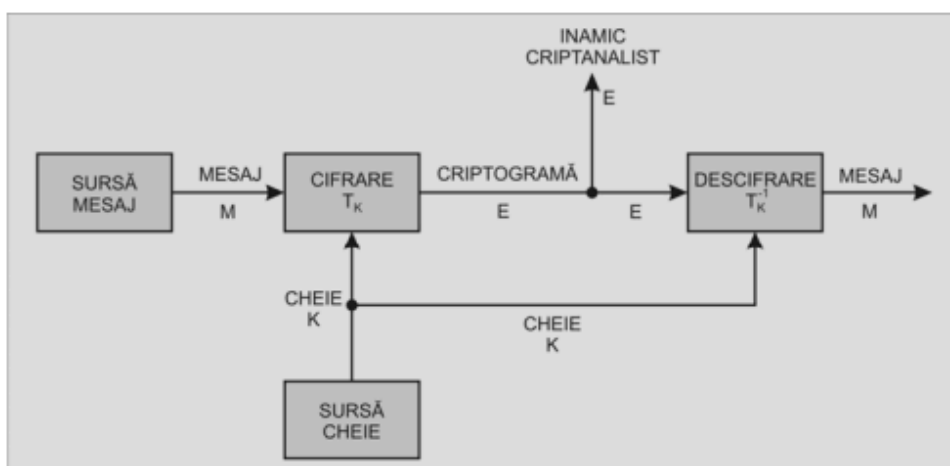 INAMIC
CRIPTANALIST
E
SURSĂ
MESAJ
MESAJ
M
CIFRARE
T_K
CRIPTOGRAMĂ
E
E
DESCIFRARE
T_K^-1
MESAJ
M
CHEIE
K
CHEIE
K
SURSĂ
CHEIE